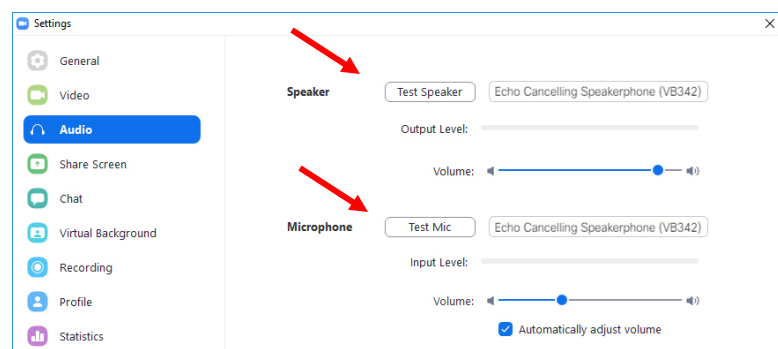 Settings
General
Video
Audio
Share Screen
Chat
Virtual Background
Recording
Profile
Statistics
Speaker Test Speaker Echo Cancelling Speakerphone (VB342)
Output Level:
Volume:
Microphone Test Mic Echo Cancelling Speakerphone (VB342)
Input Level:
Volume:
Automatically adjust volume